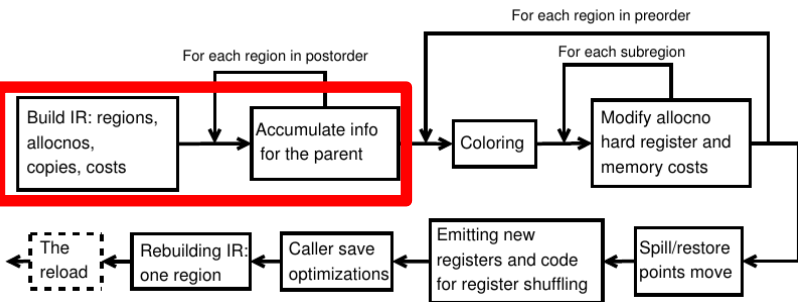 For each region in preorder
For each region in postorder
For each subregion
Build IR: regions,
allocnos,
copies, costs
Accumulate info
for the parent
Coloring
Modify allocno
hard register and
memory costs
The
reload
Rebuilding IR:
one region
Caller save
optimizations
Emitting new
registers and code
for register shuffling
Spill/restore
points move